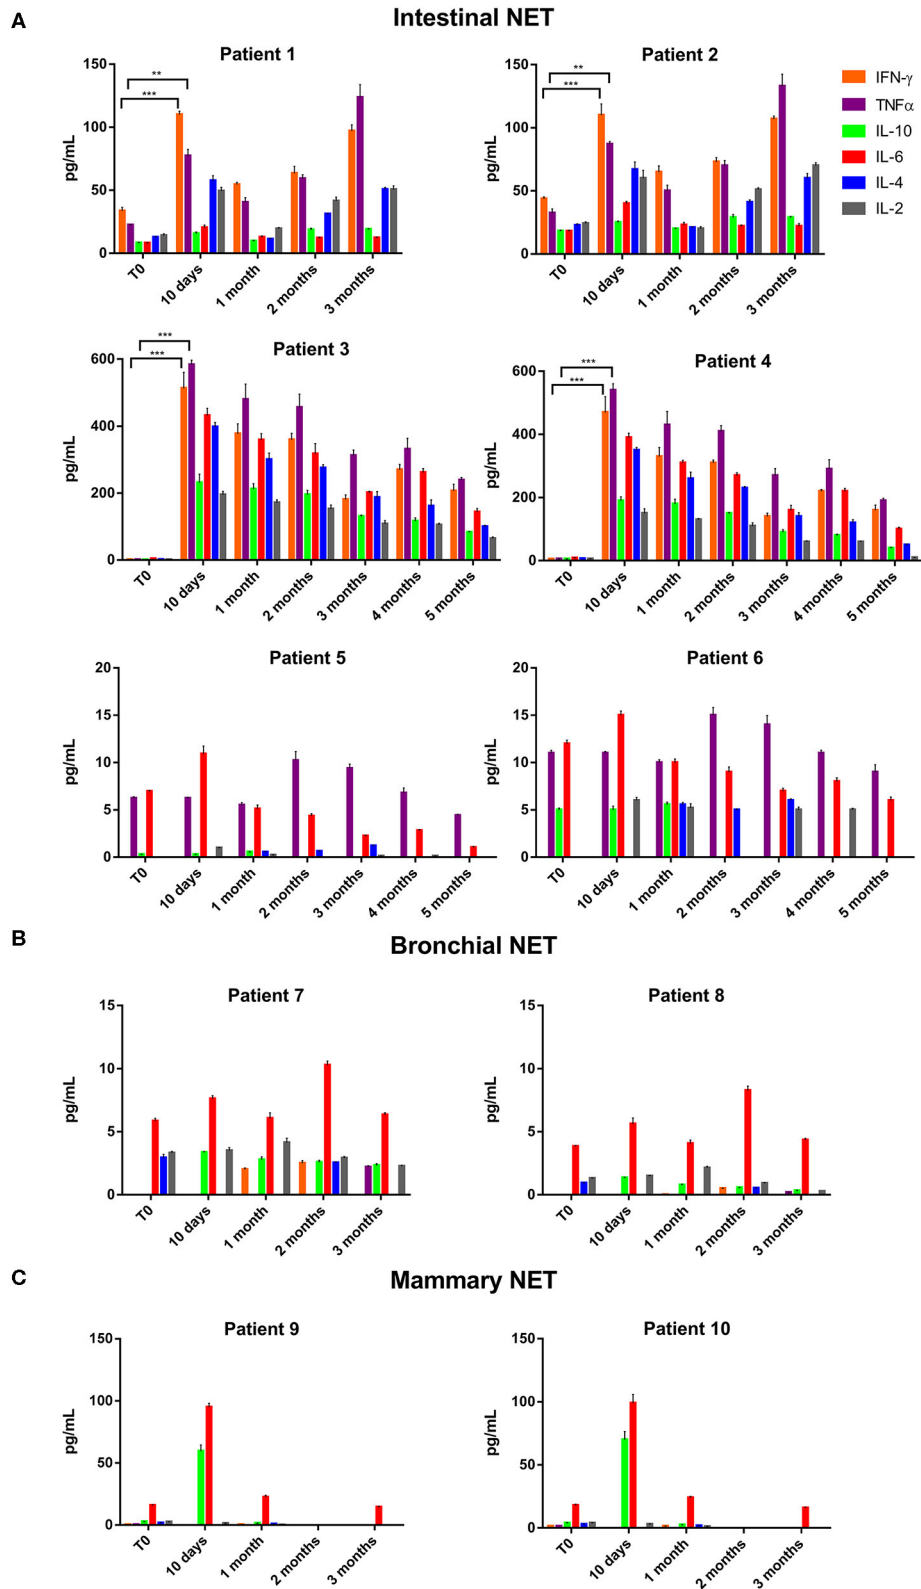 A
Intestinal NET
Patient 1
pg/mL
150
100
50
0
**
***
T0
10 days
1 month
2 months
3 months
Patient 2
pg/mL
150
100
50
0
**
***
T0
10 days
1 month
2 months
3 months
IFN-γ
TNFα
IL-10
IL-6
IL-4
IL-2
Patient 3
pg/mL
600
400
200
0
***
***
T0
10 days
1 month
2 months
3 months
4 months
5 months
Patient 4
pg/mL
600
400
200
0
***
***
T0
10 days
1 month
2 months
3 months
4 months
5 months
Patient 5
pg/mL
20
15
10
5
0
T0
10 days
1 month
2 months
3 months
4 months
5 months
Patient 6
pg/mL
20
15
10
5
0
T0
10 days
1 month
2 months
3 months
4 months
5 months
B
Bronchial NET
Patient 7
pg/mL
15
10
5
0
T0
10 days
1 month
2 months
3 months
Patient 8
pg/mL
15
10
5
0
T0
10 days
1 month
2 months
3 months
C
Mammary NET
Patient 9
pg/mL
150
100
50
0
T0
10 days
1 month
2 months
3 months
Patient 10
pg/mL
150
100
50
0
T0
10 days
1 month
2 months
3 months